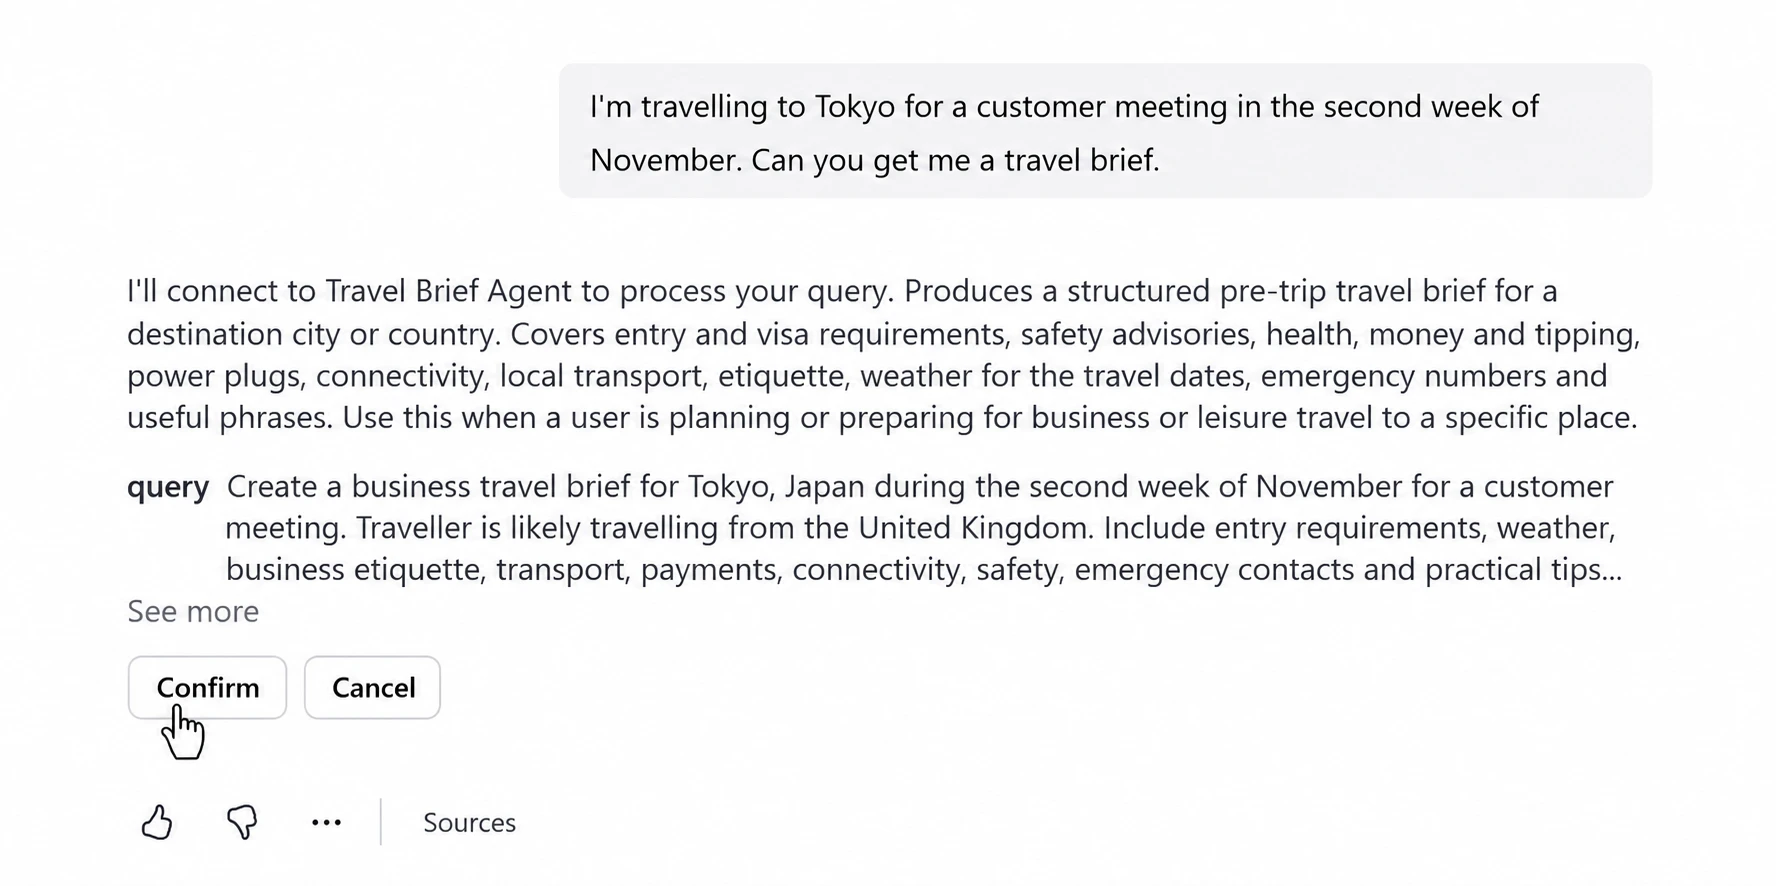 I'm travelling to Tokyo for a customer meeting in the second week of
November. Can you get me a travel brief.
I'll connect to Travel Brief Agent to process your query. Produces a structured pre-trip travel brief for a
destination city or country. Covers entry and visa requirements, safety advisories, health, money and tipping,
power plugs, connectivity, local transport, etiquette, weather for the travel dates, emergency numbers and
useful phrases. Use this when a user is planning or preparing for business or leisure travel to a specific place.
query Create a business travel brief for Tokyo, Japan during the second week of November for a customer
meeting. Traveller is likely travelling from the United Kingdom. Include entry requirements, weather,
business etiquette, transport, payments, connectivity, safety, emergency contacts and practical tips...
See more
Confirm Cancel
Sources